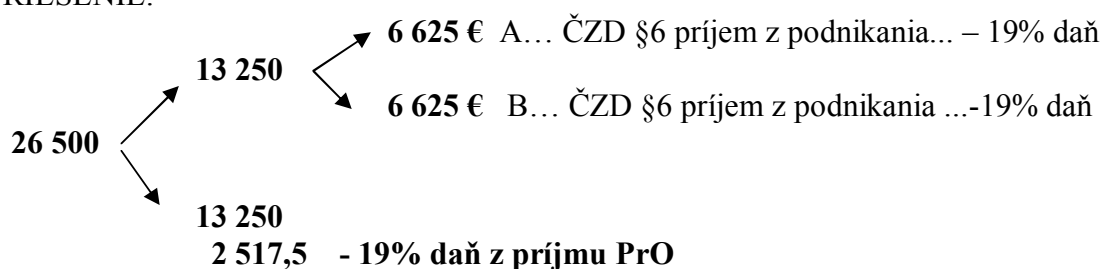 RIEŠENIE:
6 625 € A… ČZD §6 príjem z podnikania... – 19% daň
13 250
6 625 € B… ČZD §6 príjem z podnikania ...-19% daň
26 500
13 250
2 517,5 - 19% daň z príjmu PrO